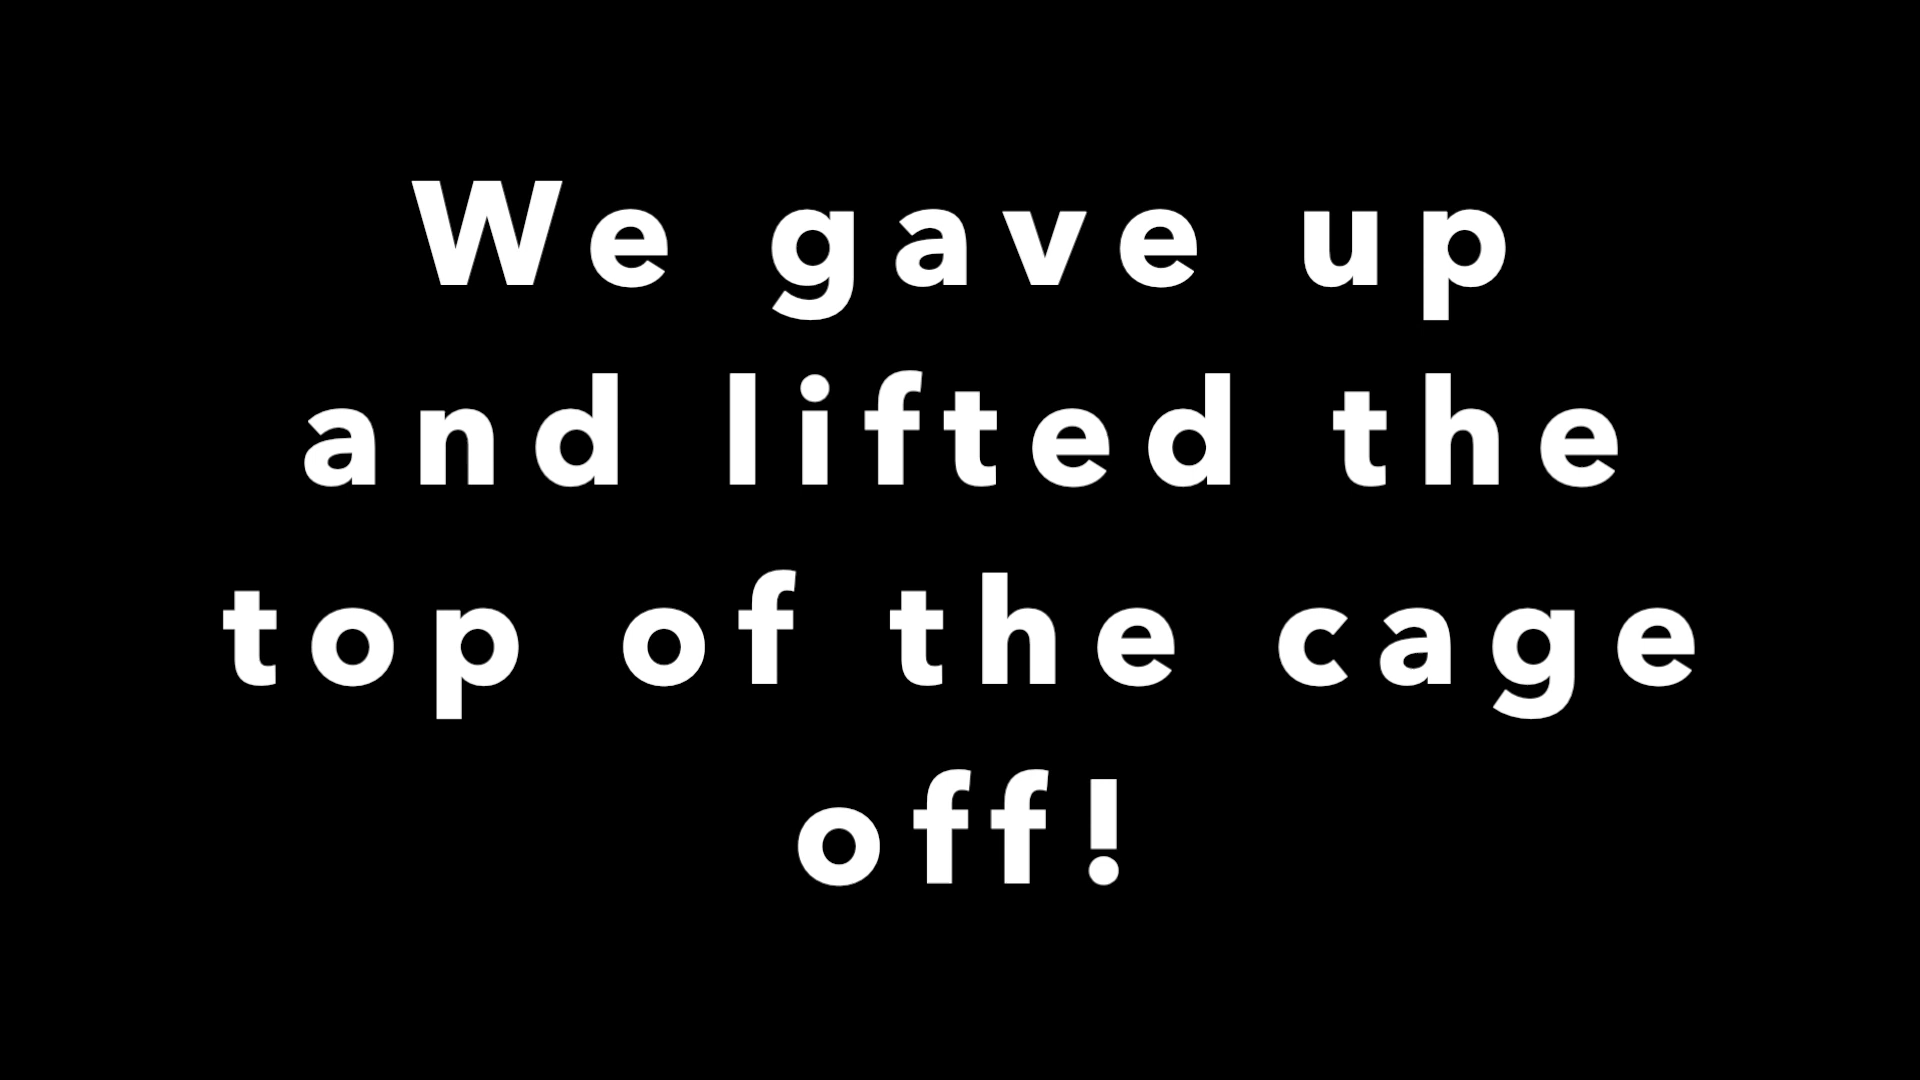 We gave up
and lifted the
top of the cage
off!